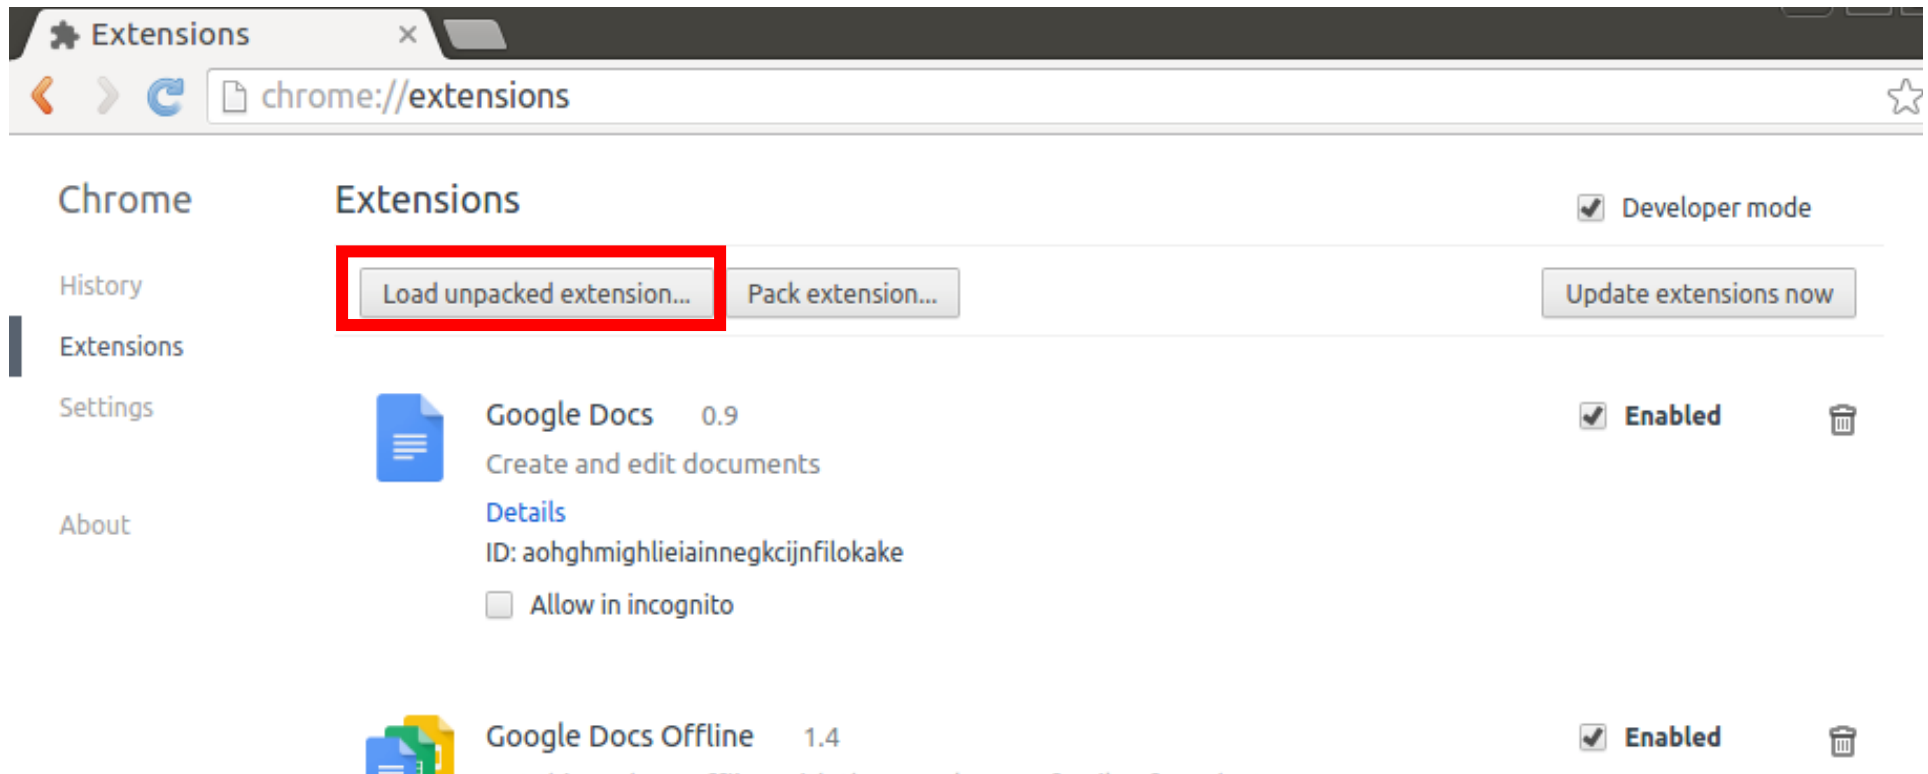 Extensions
chrome://extensions
Chrome
Extensions
Developer mode
History
Load unpacked extension...
Pack extension...
Update extensions now
Extensions
Settings
Google Docs 0.9
Enabled
Create and edit documents
Details
About
ID: aohghmighlieiainnegkcijnfilokake
Allow in incognito
Google Docs Offline 1.4
Enabled